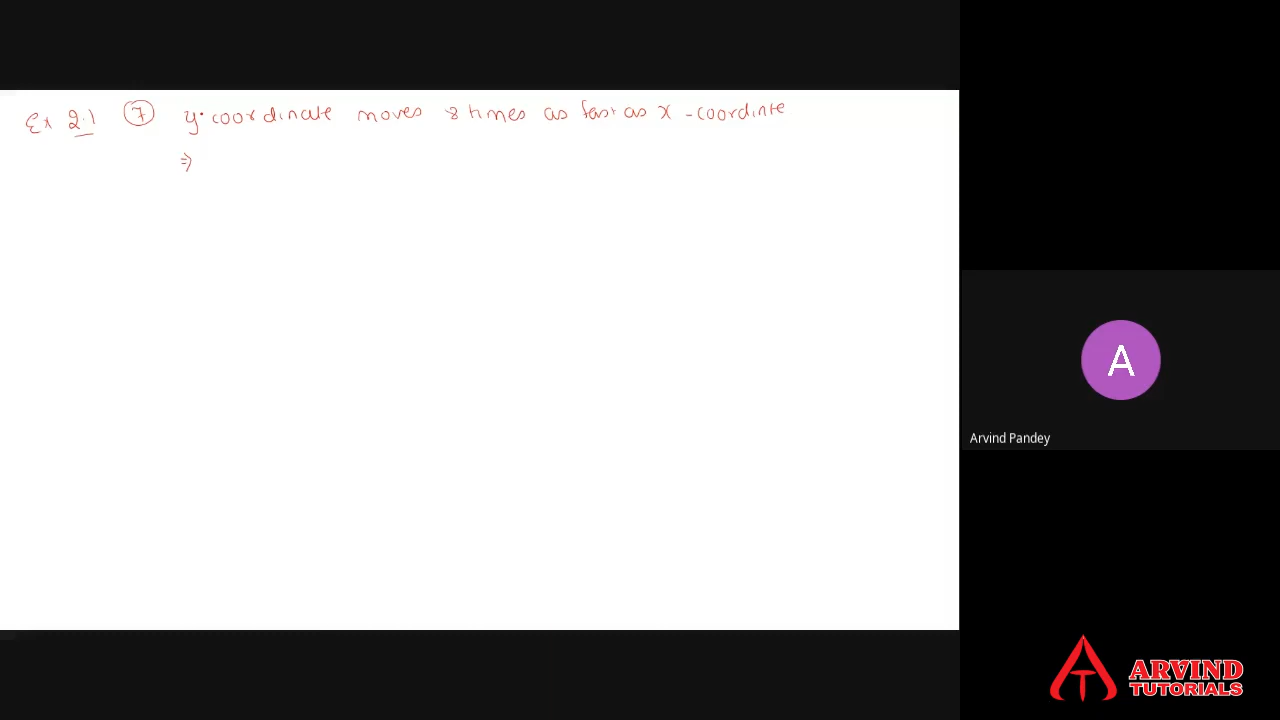 Ex 2.1 7 y-coordinate moves 8 times as fast as x-coordinte
⇒
A
Arvind Pandey
ARVIND
TUTORIALS